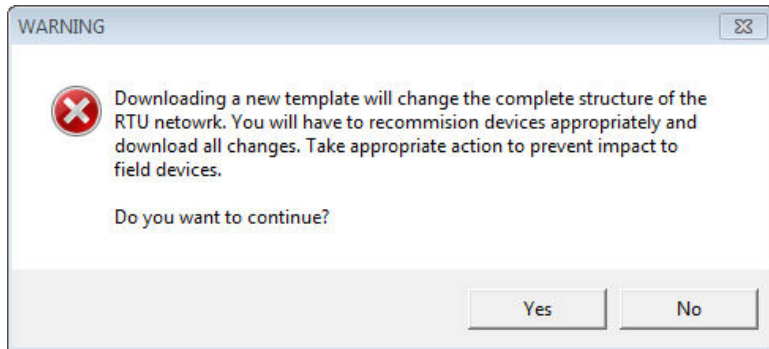 WARNING
Downloading a new template will change the complete structure of the
RTU netowrk. You will have to recommision devices appropriately and
download all changes. Take appropriate action to prevent impact to
field devices.
Do you want to continue?
Yes No